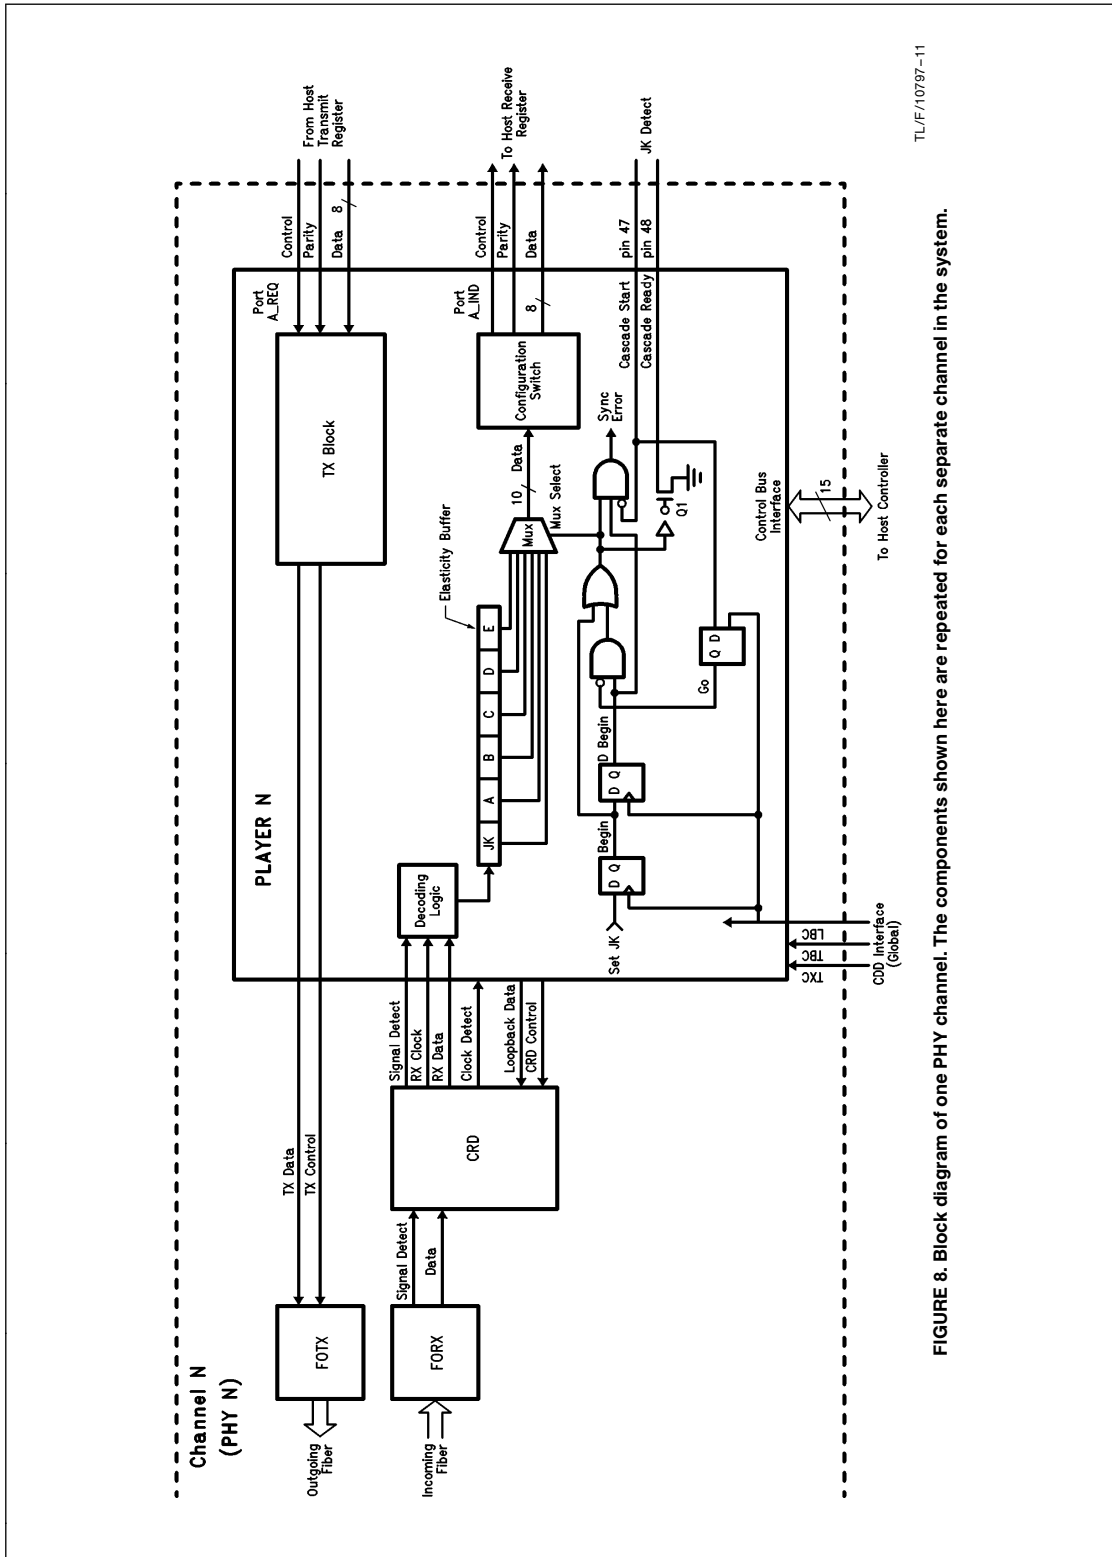 Channel N
(PHY N)
Outgoing
Fiber
FOTX
TX Data
TX Control
PLAYER N
TX Block
Port
A_REQ
Control
Parity
Data
8
From Host
Transmit
Register
Incoming
Fiber
FORX
Signal Detect
Data
CRD
Signal Detect
RX Clock
RX Data
Clock Detect
Loopback Data
CRD Control
Decoding
Logic
JK
A
B
C
D
E
Elasticity Buffer
Mux
10
Data
Mux Select
Configuration
Switch
Port
A_IND
8
Control
Parity
Data
To Host Receive
Register
Set JK
D Q
Begin
D Q
D Begin
Go
Q D
Q1
Sync
Error
Cascade Start
Cascade Ready
pin 47
pin 48
JK Detect
TXC
TBC
LBC
CDD Interface
(Global)
Control Bus
Interface
15
To Host Controller
TL/F/10797–11
FIGURE 8. Block diagram of one PHY channel. The components shown here are repeated for each separate channel in the system.